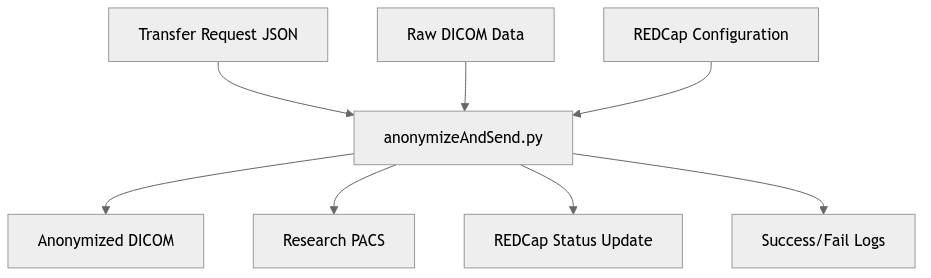 Transfer Request JSON
Raw DICOM Data
REDCap Configuration
anonymizeAndSend.py
Anonymized DICOM
Research PACS
REDCap Status Update
Success/Fail Logs